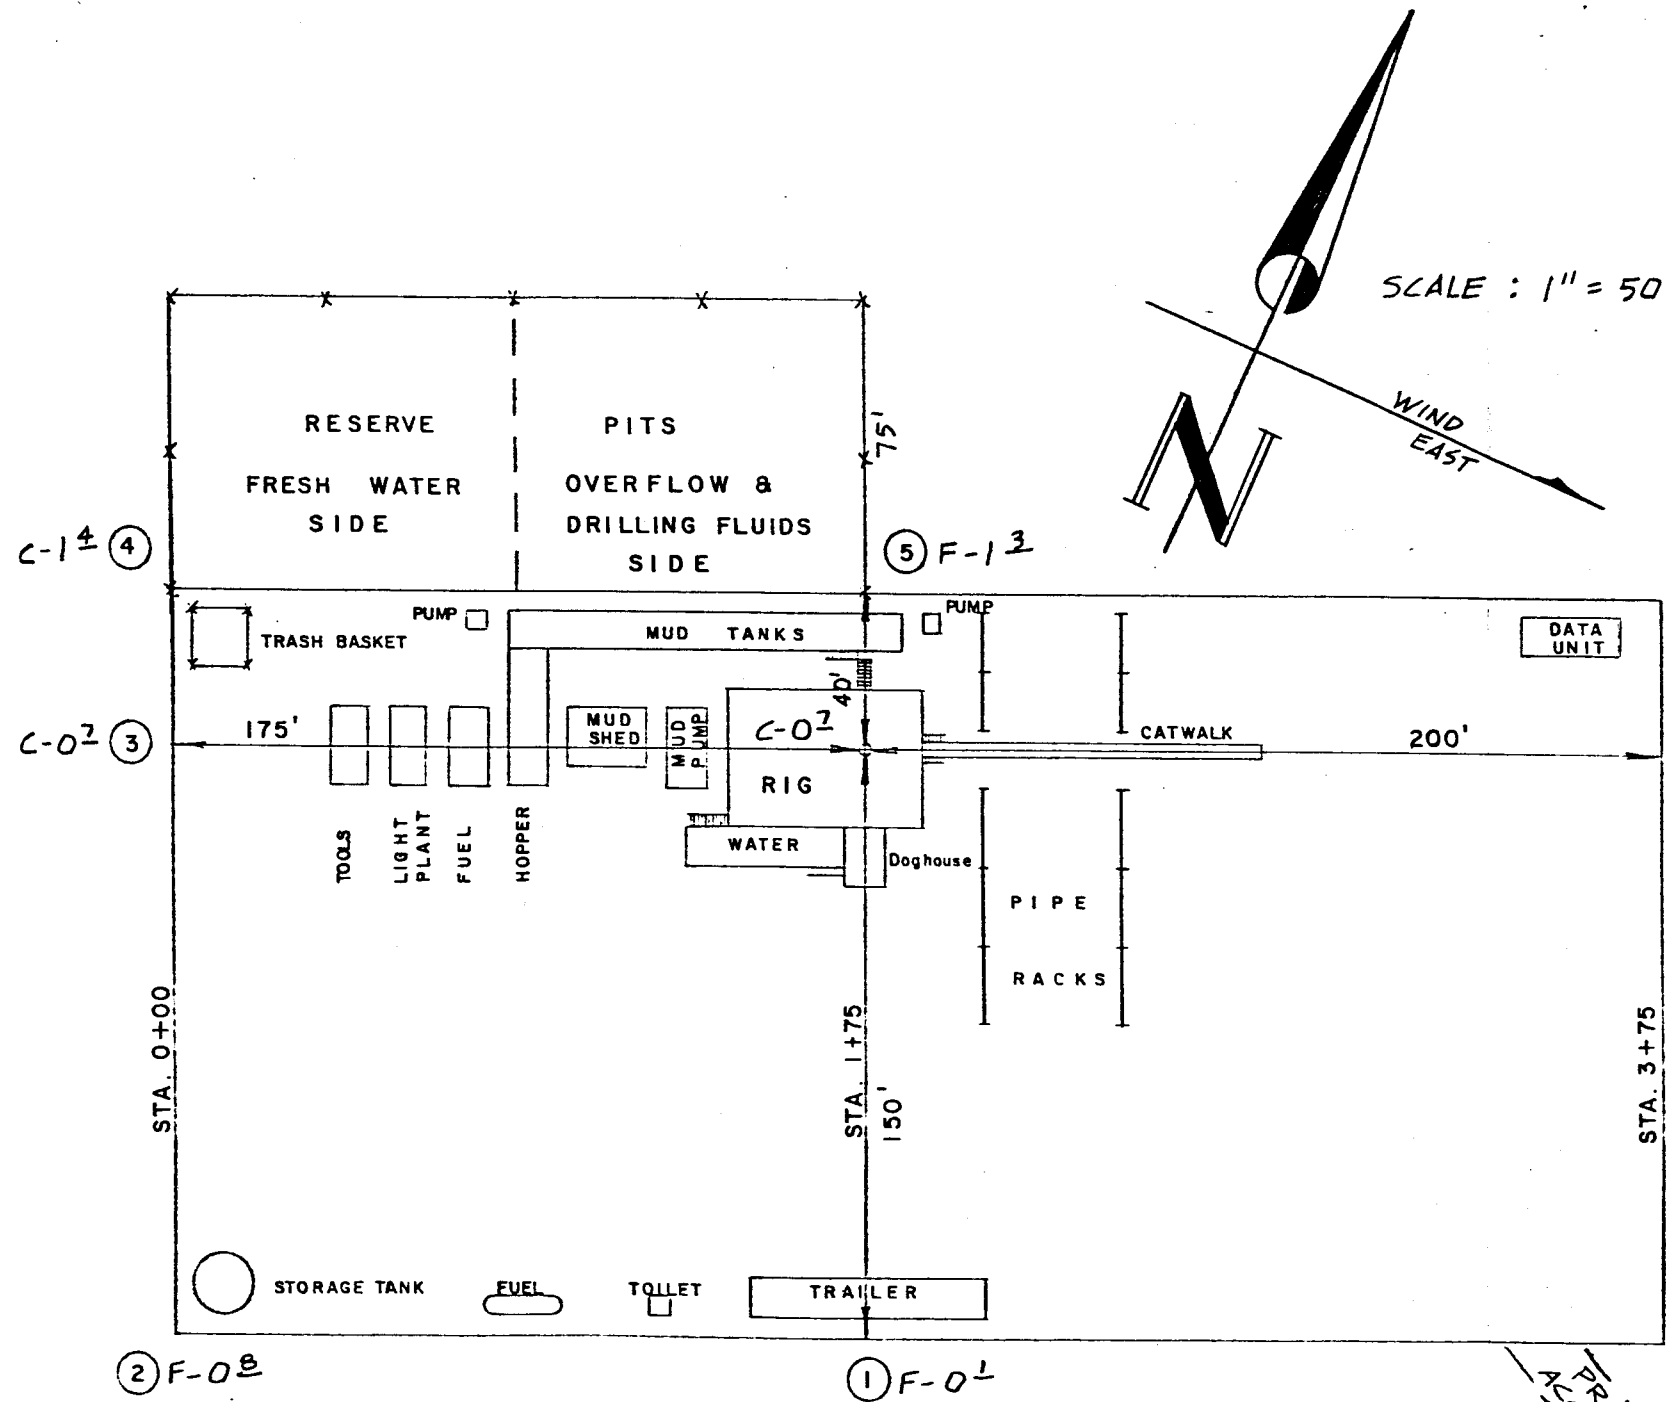 SCALE : 1" = 50
N
WIND
EAST
RESERVE PITS
75'
FRESH WATER
SIDE
OVERFLOW &
DRILLING FLUIDS
SIDE
C-1 4
4
5
F-1 3
PUMP
PUMP
TRASH BASKET
MUD TANKS
DATA
UNIT
40'
C-0 7
3
175'
MUD
SHED
MUD
PUMP
C-0 7
CATWALK
200'
RIG
TOOLS
LIGHT
PLANT
FUEL
HOPPER
WATER
Doghouse
PIPE
RACKS
STA. 0+00
STA. 1+75
150'
STA. 3+75
STORAGE TANK
FUEL
TOILET
TRAILER
2
F-0 8
1
F-0 1